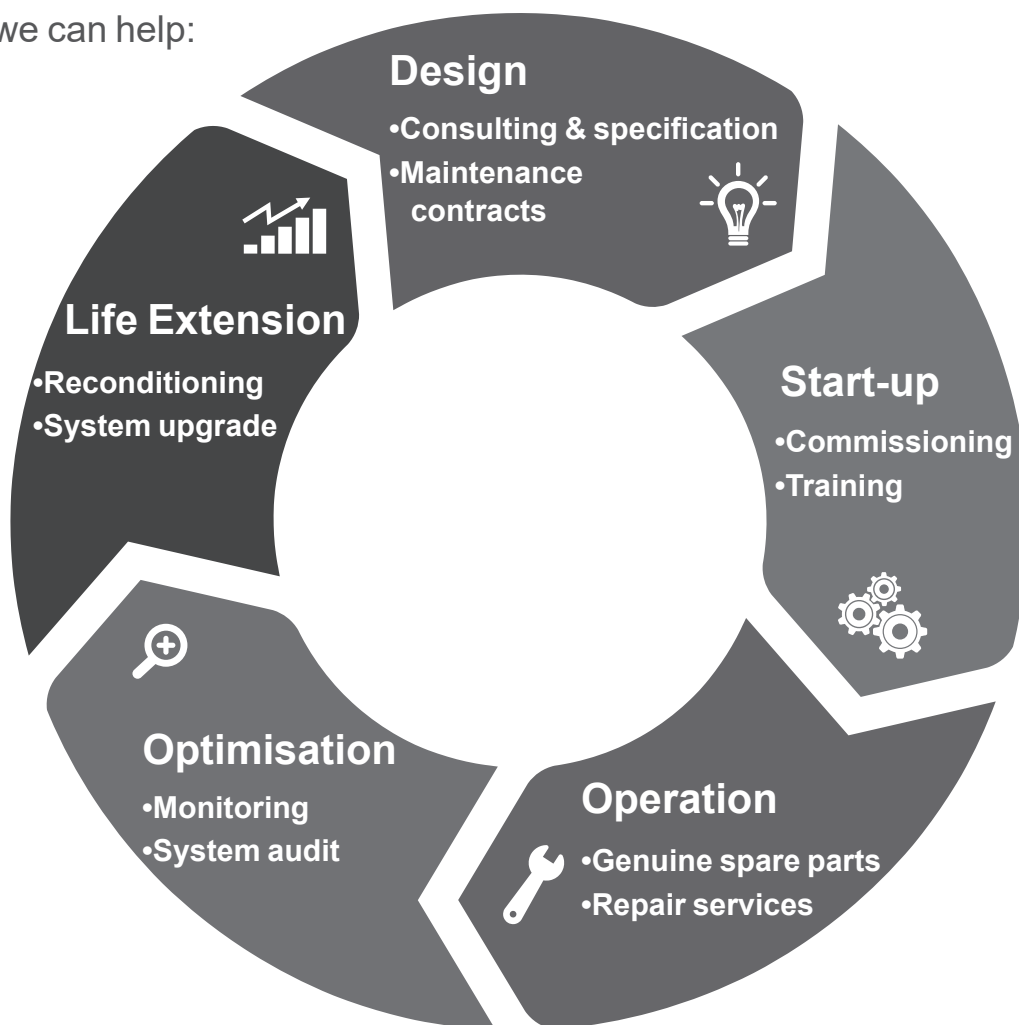 we can help:
Design
•Consulting & specification
•Maintenance
contracts
Start-up
•Commissioning
•Training
Operation
•Genuine spare parts
•Repair services
Optimisation
•Monitoring
•System audit
Life Extension
•Reconditioning
•System upgrade